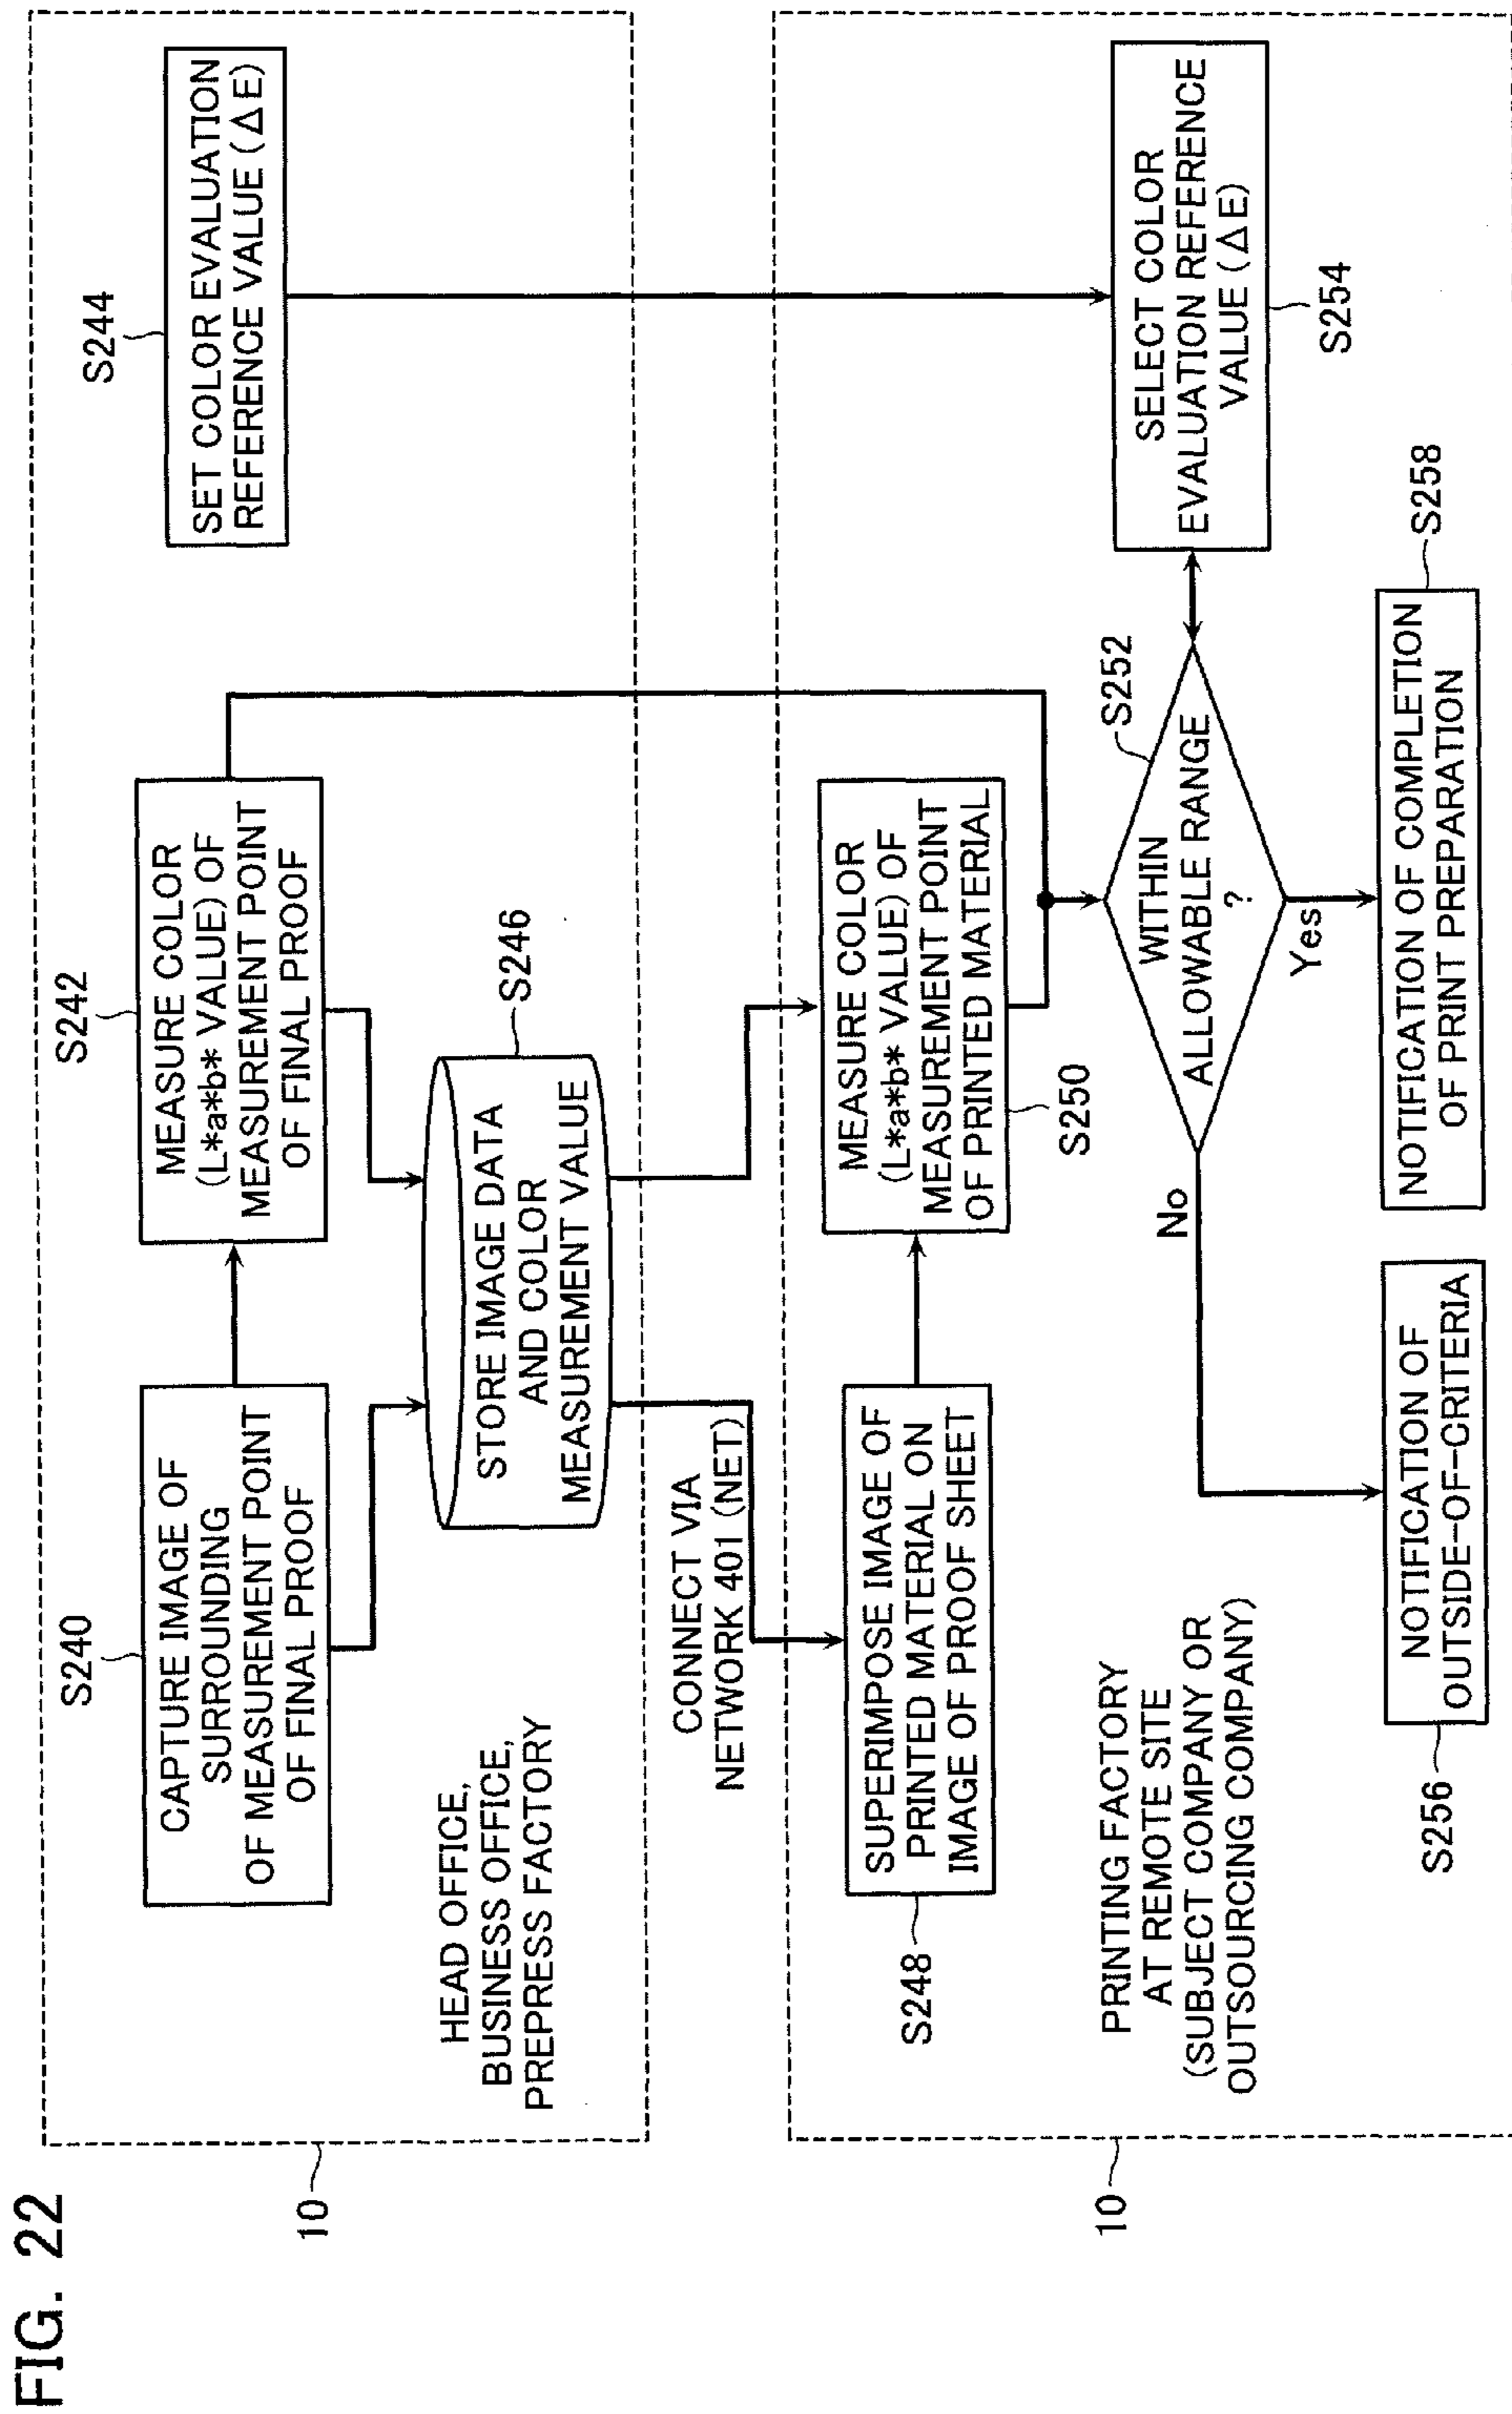 FIG. 22
10
S240
CAPTURE IMAGE OF
SURROUNDING
OF MEASUREMENT POINT
OF FINAL PROOF
S242
MEASURE COLOR
(L*a*b* VALUE) OF
MEASUREMENT POINT
OF FINAL PROOF
S244
SET COLOR EVALUATION
REFERENCE VALUE (ΔE)
S246
STORE IMAGE DATA
AND COLOR
MEASUREMENT VALUE
HEAD OFFICE,
BUSINESS OFFICE,
PREPRESS FACTORY
CONNECT VIA
NETWORK 401 (NET)
10
S248
SUPERIMPOSE IMAGE OF
PRINTED MATERIAL ON
IMAGE OF PROOF SHEET
MEASURE COLOR
(L*a*b* VALUE) OF
MEASUREMENT POINT
OF PRINTED MATERIAL
S250
S252
WITHIN
ALLOWABLE RANGE
?
No
Yes
SELECT COLOR
EVALUATION REFERENCE
VALUE (ΔE)
S254
PRINTING FACTORY
AT REMOTE SITE
(SUBJECT COMPANY OR
OUTSOURCING COMPANY)
S256
NOTIFICATION OF
OUTSIDE-OF-CRITERIA
NOTIFICATION OF COMPLETION
OF PRINT PREPARATION
S258